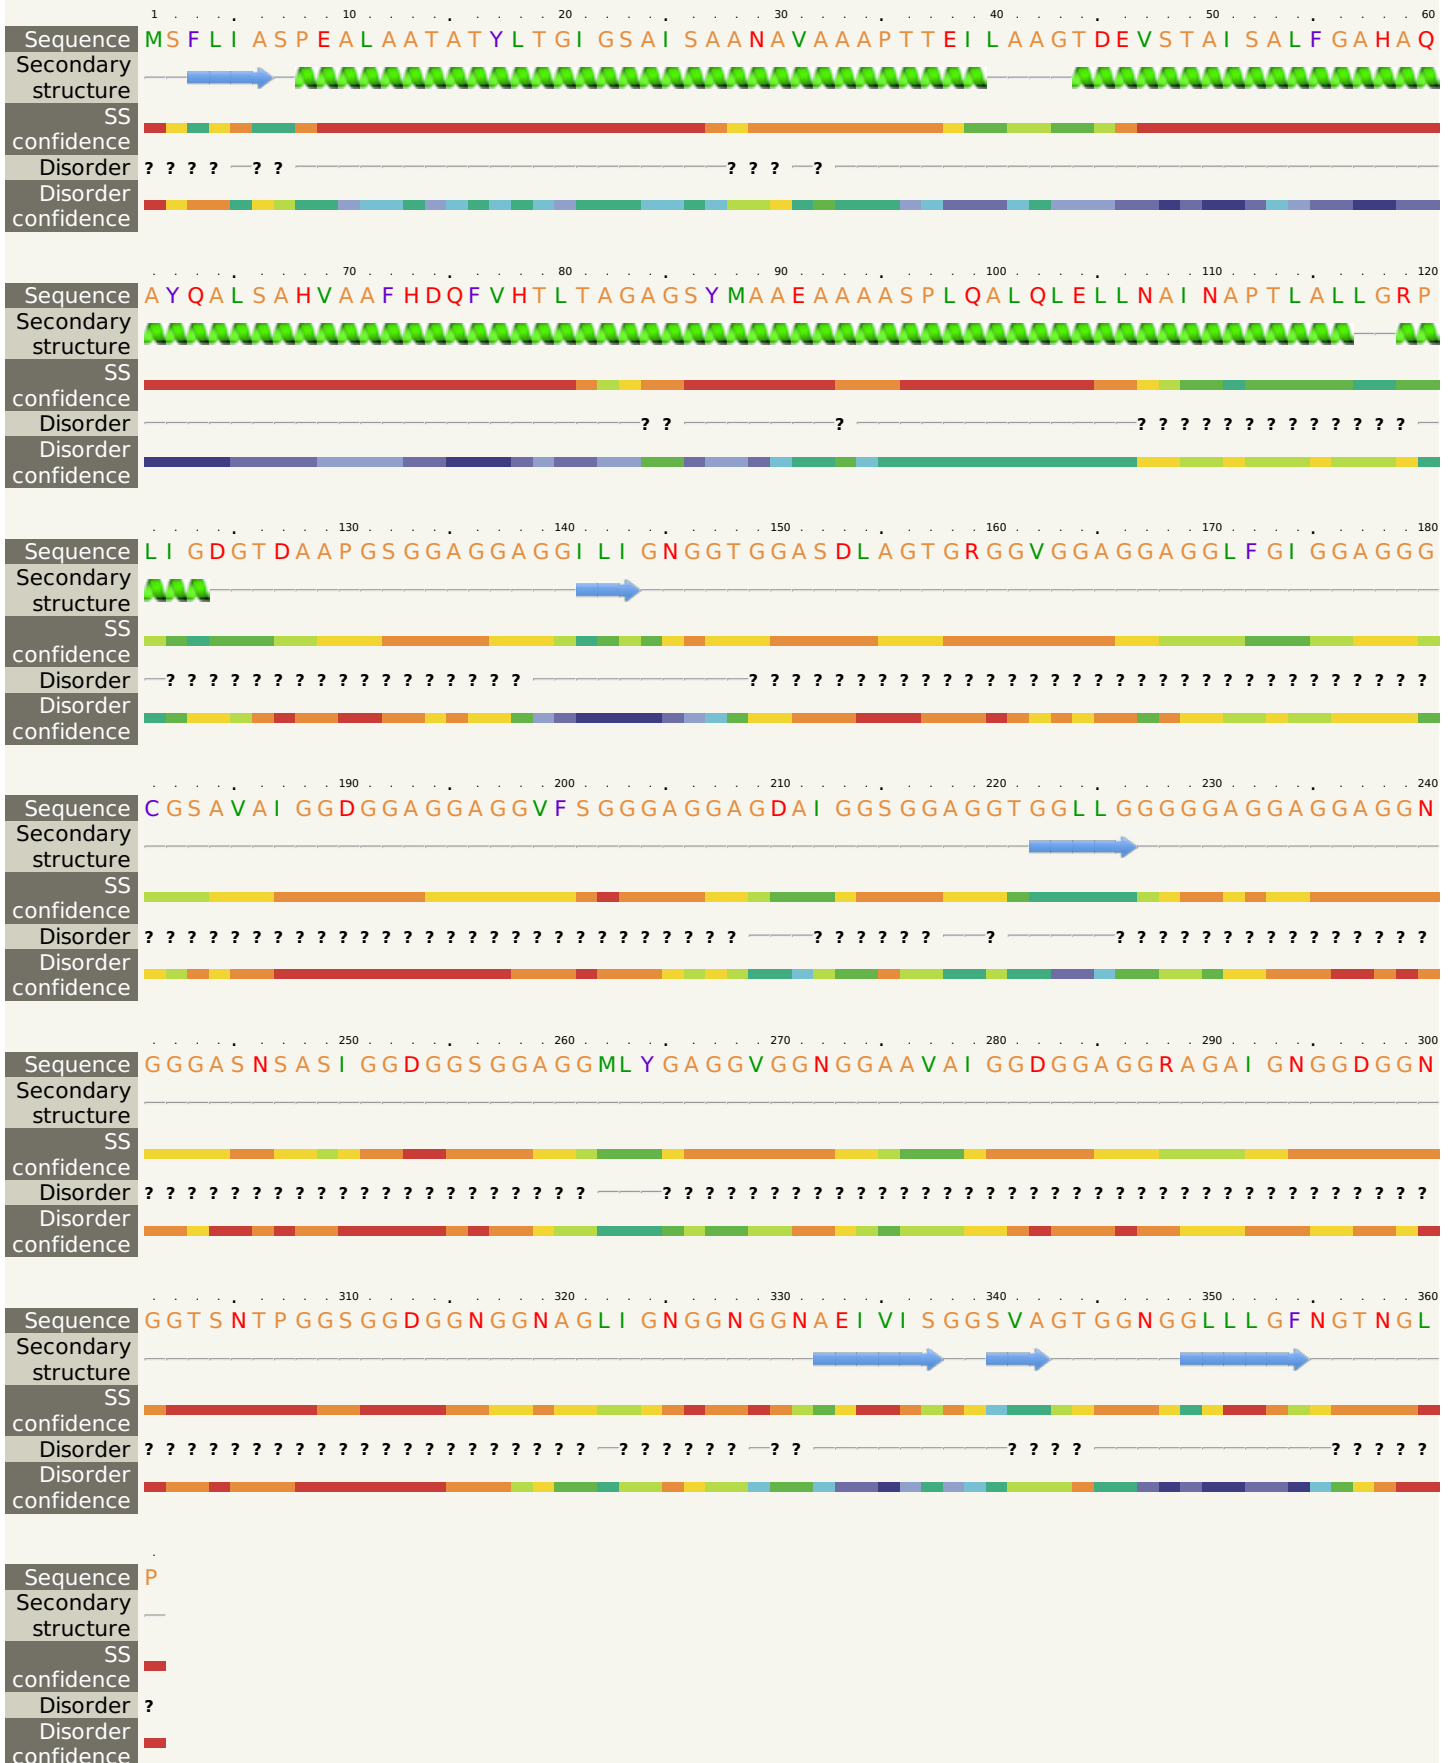 1 . . . . 10 . . . . 20 . . . . 30 . . . . 40 . . . . 50 . . . . 60
Sequence MSFLIASPEALAATATYLTGIGSAISAANAVAAAPTTEILAAGTDEVSTAISALFGAHAQ
Secondary
structure
SS
confidence
Disorder ? ? ? ? ? ? ? ? ? ?
Disorder
confidence
70 80 90 100 110 120
Sequence AYQALSAHVAAFHDQFVHTLTAGAGSYMAAEAAAASPLQALQLELLNAINAPTLALLGRP
Secondary
structure
SS
confidence
Disorder ? ? ? ? ? ? ? ? ? ? ? ? ? ? ? ?
Disorder
confidence
130 140 150 160 170 180
Sequence LIGDGTDAAPGSGGAGGAGGILIGNGGTGGASDLAGTGRGGVGGAGGAGGLFGIGGAGGG
Secondary
structure
SS
confidence
Disorder ? ? ? ? ? ? ? ? ? ? ? ? ? ? ? ? ? ? ? ? ? ? ? ? ? ? ? ? ? ? ? ? ? ? ? ? ? ? ? ? ? ? ? ? ? ? ? ? ? 
Disorder
confidence
190 200 210 220 230 240
Sequence CGSAVAIGGDGGAGGAGGVFSGGGAGGAGDAIGGSGGAGGTGGLLGGGGGAGGAGGAGGN
Secondary
structure
SS
confidence
Disorder ? ? ? ? ? ? ? ? ? ? ? ? ? ? ? ? ? ? ? ? ? ? ? ? ? ? ? ? ? ? ? ? ? ? ? ? ? ? ? ? ? ? ? ? ? ? ? ? ?
Disorder
confidence
250 260 270 280 290 300
Sequence GGGASNSASIGGDGGSGGAGGMLYGAGGVGGNGGAAVAIGGDGGAGGRAGAIGNGGDGGN
Secondary
structure
SS
confidence
Disorder ? ? ? ? ? ? ? ? ? ? ? ? ? ? ? ? ? ? ? ? ? ? ? ? ? ? ? ? ? ? ? ? ? ? ? ? ? ? ? ? ? ? ? ? ? ? ? ? ? ? ? ? ? ? ? ? ?
Disorder
confidence
310 320 330 340 350 360
Sequence GGTSNTPGGSGGDGGNGGNAGLIGNGGNGGNAEIVISGGSVAGTGGNGGLLLGFNGTNGL
Secondary
structure
SS
confidence
Disorder ? ? ? ? ? ? ? ? ? ? ? ? ? ? ? ? ? ? ? ? ? ? ? ? ? ? ? ? ? ? ? ? ? ? ? ? ? ?
Disorder
confidence
Sequence P
Secondary
structure
SS
confidence
Disorder ?
Disorder
confidence